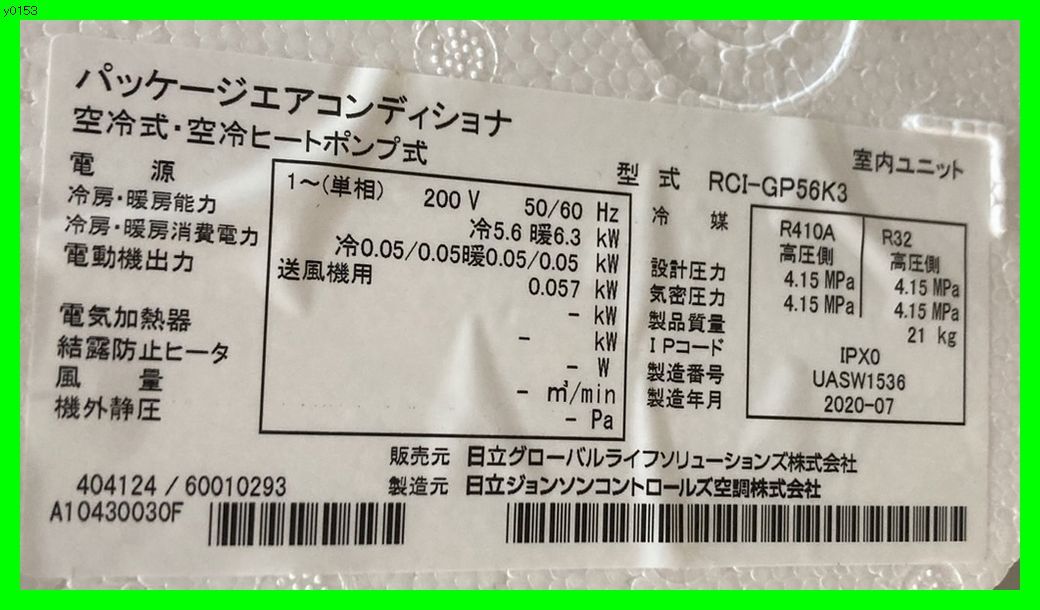 y0153
パッケージエアコンディショナ
空冷式・空冷ヒートポンプ式
室内ユニット
型 式 RCI-GP56K3
電 源 1～(単相) 200 V 50/60 Hz
冷房・暖房能力 冷5.6 暖6.3 kW
冷房・暖房消費電力 冷0.05/0.05暖0.05/0.05 kW
電動機出力 送風機用 0.057 kW
- kW
電気加熱器 - kW
結露防止ヒータ - W
風 量 - m³/min
機外静圧 - Pa
冷 媒 R410A R32
高圧側 高圧側
設計圧力 4.15 MPa 4.15 MPa
気密圧力 4.15 MPa 4.15 MPa
製品質量 21 kg
IPコード IPX0
製造番号 UASW1536
製造年月 2020-07
販売元 日立グローバルライフソリューションズ株式会社
製造元 日立ジョンソンコントロールズ空調株式会社
404124 / 60010293
A10430030F